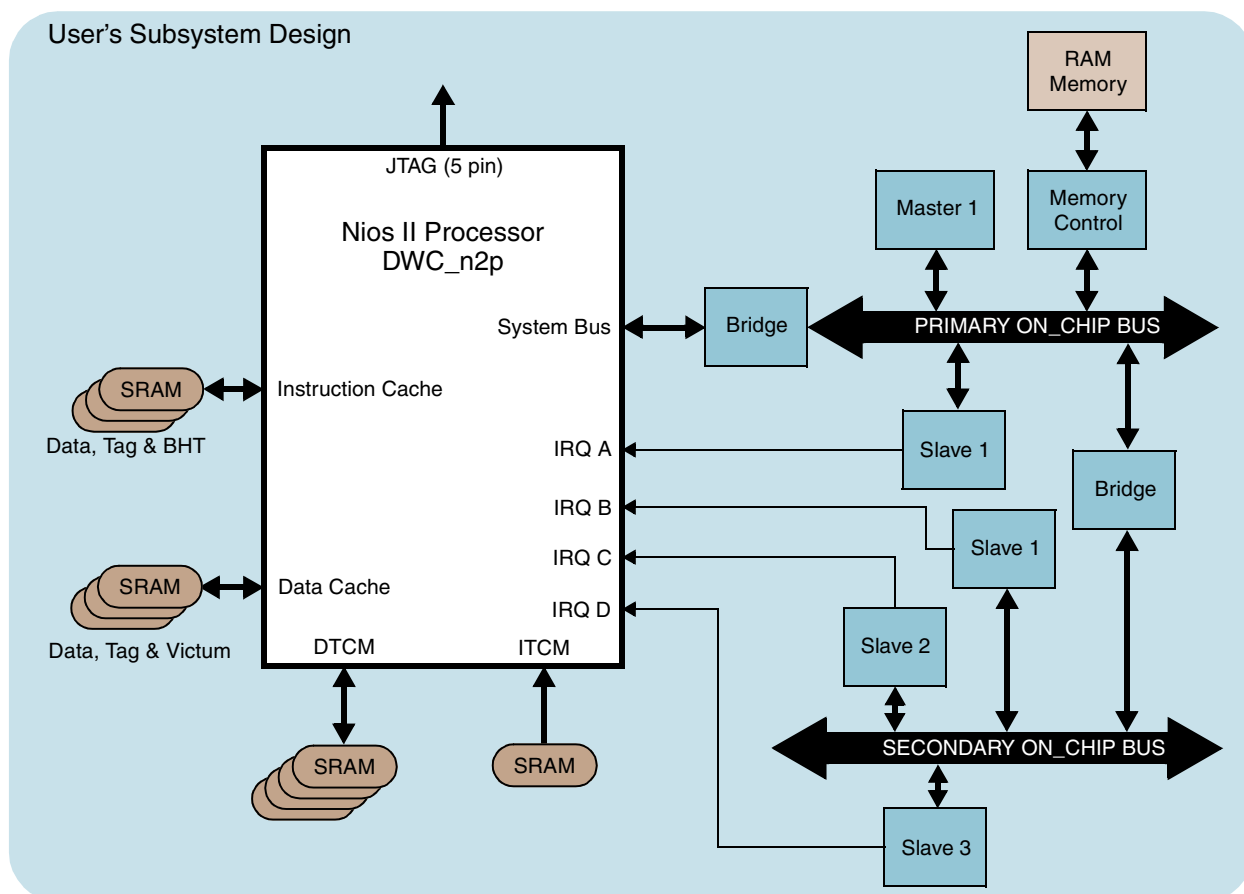 User's Subsystem Design
RAM
Memory
JTAG (5 pin)
Master 1
Memory
Control
Nios II Processor
DWC_n2p
System Bus
Bridge
PRIMARY ON_CHIP BUS
SRAM
Instruction Cache
Data, Tag & BHT
IRQ A
Slave 1
Bridge
IRQ B
Slave 1
IRQ C
SRAM
Data Cache
IRQ D
Data, Tag & Victum
DTCM
ITCM
Slave 2
SECONDARY ON_CHIP BUS
SRAM
SRAM
Slave 3